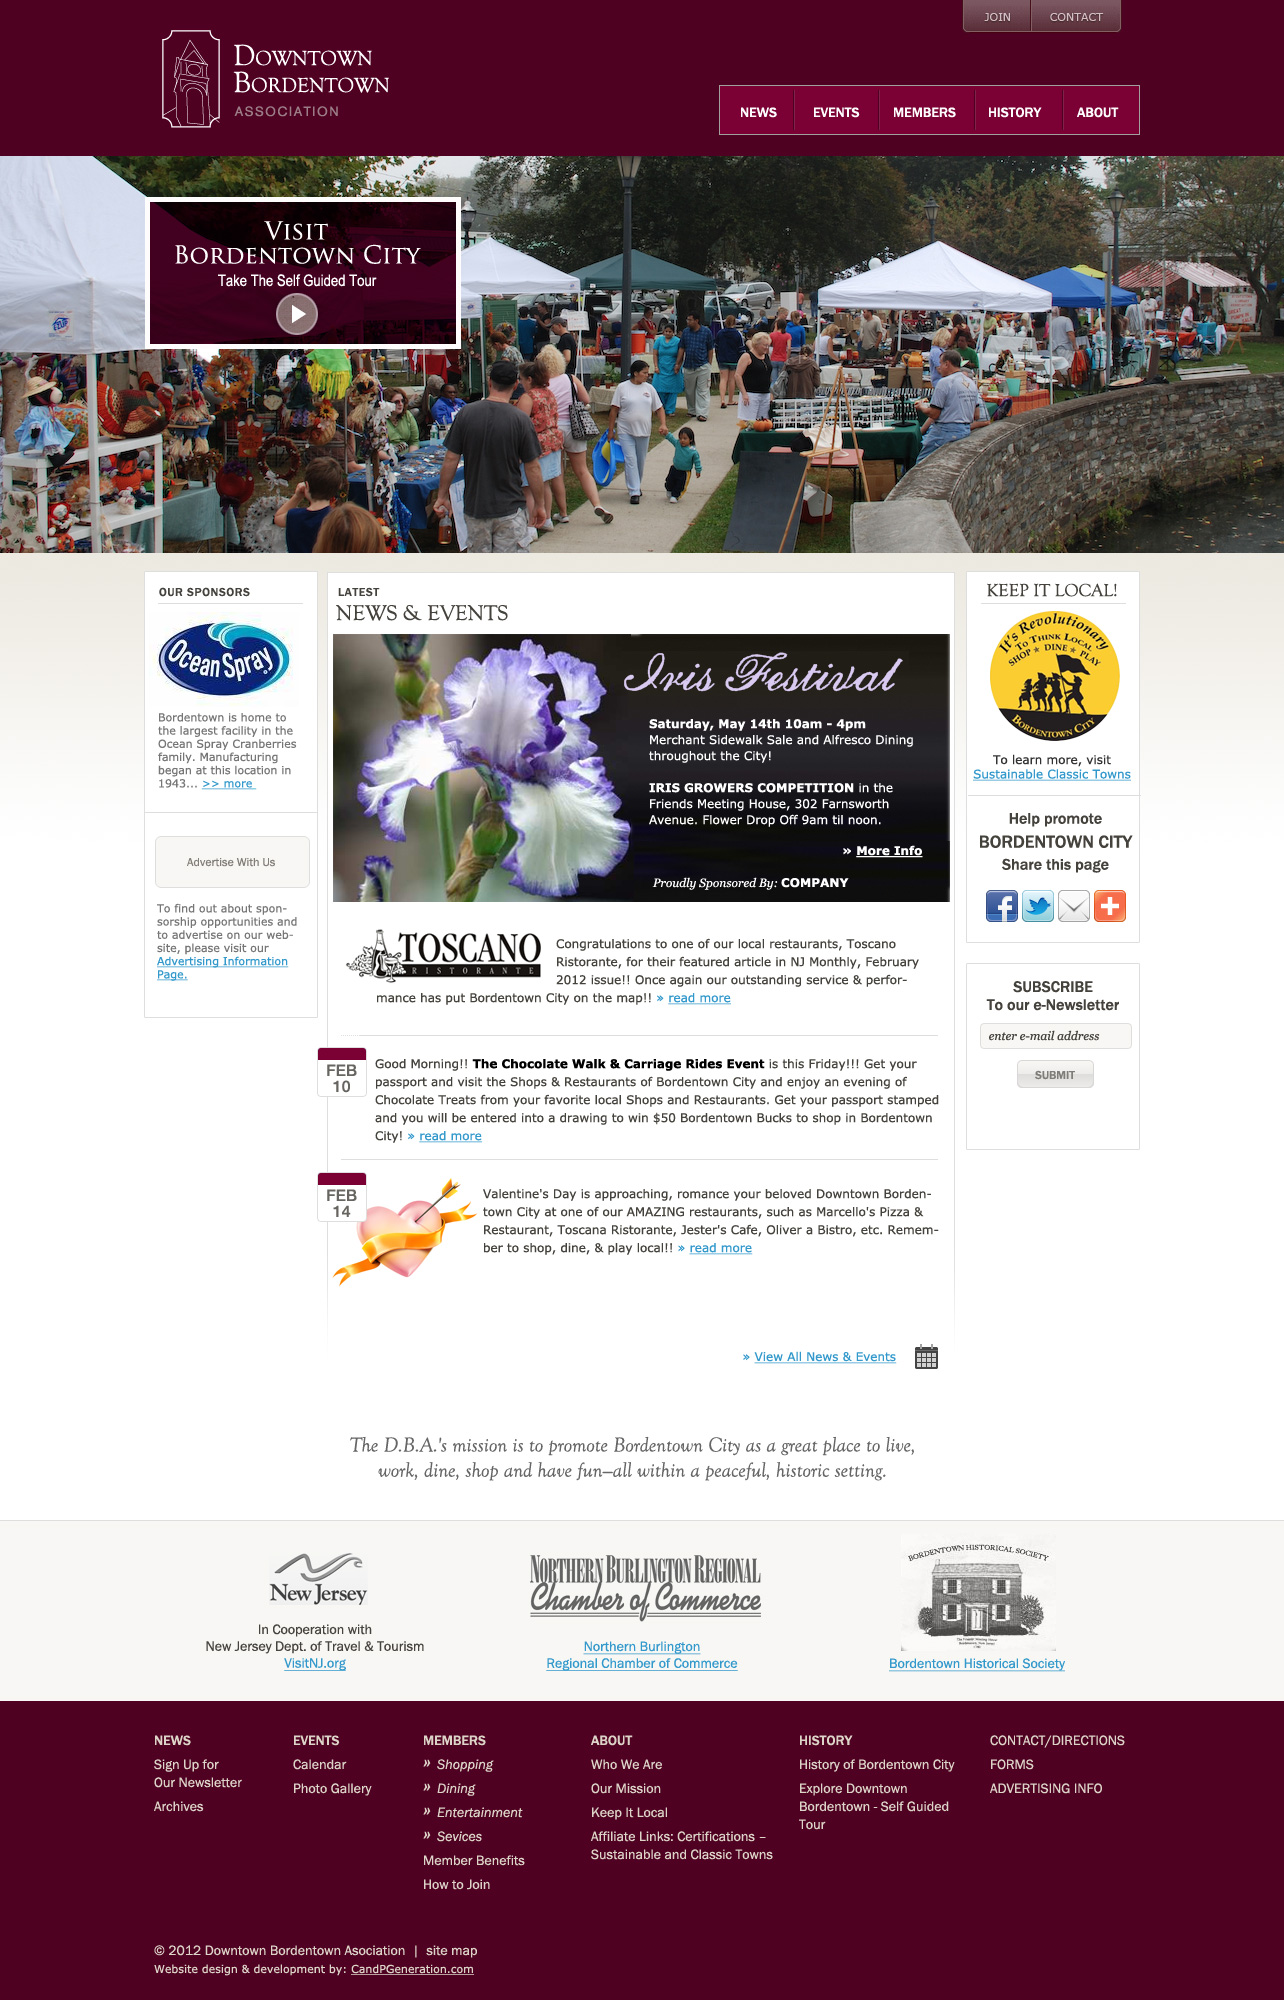 JOIN
CONTACT
DOWNTOWN
BORDENTOWN
ASSOCIATION
NEWS
EVENTS
MEMBERS
HISTORY
ABOUT
VISIT
BORDENTOWN CITY
Take The Self Guided Tour
OUR SPONSORS
Ocean Spray
Bordentown is home to
the largest facility in the
Ocean Spray Cranberries
family. Manufacturing
began at this location in
1943... >> more
Advertise With Us
To find out about spon-
sorship opportunities and
to advertise on our web-
site, please visit our
Advertising Information
Page.
LATEST
NEWS & EVENTS
Iris Festival
Saturday, May 14th 10am - 4pm
Merchant Sidewalk Sale and Alfresco Dining
throughout the City!
IRIS GROWERS COMPETITION in the
Friends Meeting House, 302 Farnsworth
Avenue. Flower Drop Off 9am til noon.
» More Info
Proudly Sponsored By: COMPANY
TOSCANO
RISTORANTE
Congratulations to one of our local restaurants, Toscano
Ristorante, for their featured article in NJ Monthly, February
2012 issue!! Once again our outstanding service & perfor-
mance has put Bordentown City on the map!! » read more
FEB
10
Good Morning!! The Chocolate Walk & Carriage Rides Event is this Friday!!! Get your
passport and visit the Shops & Restaurants of Bordentown City and enjoy an evening of
Chocolate Treats from your favorite local Shops and Restaurants. Get your passport stamped
and you will be entered into a drawing to win $50 Bordentown Bucks to shop in Bordentown
City! » read more
FEB
14
Valentine's Day is approaching, romance your beloved Downtown Borden-
town City at one of our AMAZING restaurants, such as Marcello's Pizza &
Restaurant, Toscana Ristorante, Jester's Cafe, Oliver a Bistro, etc. Remem-
ber to shop, dine, & play local!! » read more
» View All News & Events
KEEP IT LOCAL!
It's Revolutionary
TO THINK LOCAL
SHOP ★ DINE ★ PLAY
BORDENTOWN CITY
To learn more, visit
Sustainable Classic Towns
Help promote
BORDENTOWN CITY
Share this page
SUBSCRIBE
To our e-Newsletter
enter e-mail address
SUBMIT
The D.B.A.'s mission is to promote Bordentown City as a great place to live,
work, dine, shop and have fun–all within a peaceful, historic setting.
New Jersey
In Cooperation with
New Jersey Dept. of Travel & Tourism
VisitNJ.org
NORTHERN BURLINGTON REGIONAL
Chamber of Commerce
Northern Burlington
Regional Chamber of Commerce
BORDENTOWN HISTORICAL SOCIETY
Bordentown Historical Society
NEWS
Sign Up for
Our Newsletter
Archives
EVENTS
Calendar
Photo Gallery
MEMBERS
» Shopping
» Dining
» Entertainment
» Sevices
Member Benefits
How to Join
ABOUT
Who We Are
Our Mission
Keep It Local
Affiliate Links: Certifications –
Sustainable and Classic Towns
HISTORY
History of Bordentown City
Explore Downtown
Bordentown - Self Guided
Tour
CONTACT/DIRECTIONS
FORMS
ADVERTISING INFO
© 2012 Downtown Bordentown Asociation | site map
Website design & development by: CandPGeneration.com